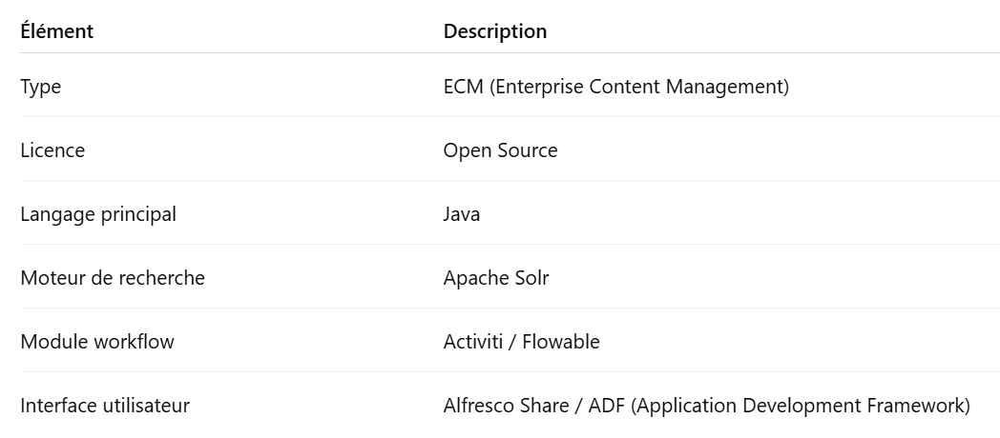 Élément Description
Type ECM (Enterprise Content Management)
Licence Open Source
Langage principal Java
Moteur de recherche Apache Solr
Module workflow Activiti / Flowable
Interface utilisateur Alfresco Share / ADF (Application Development Framework)